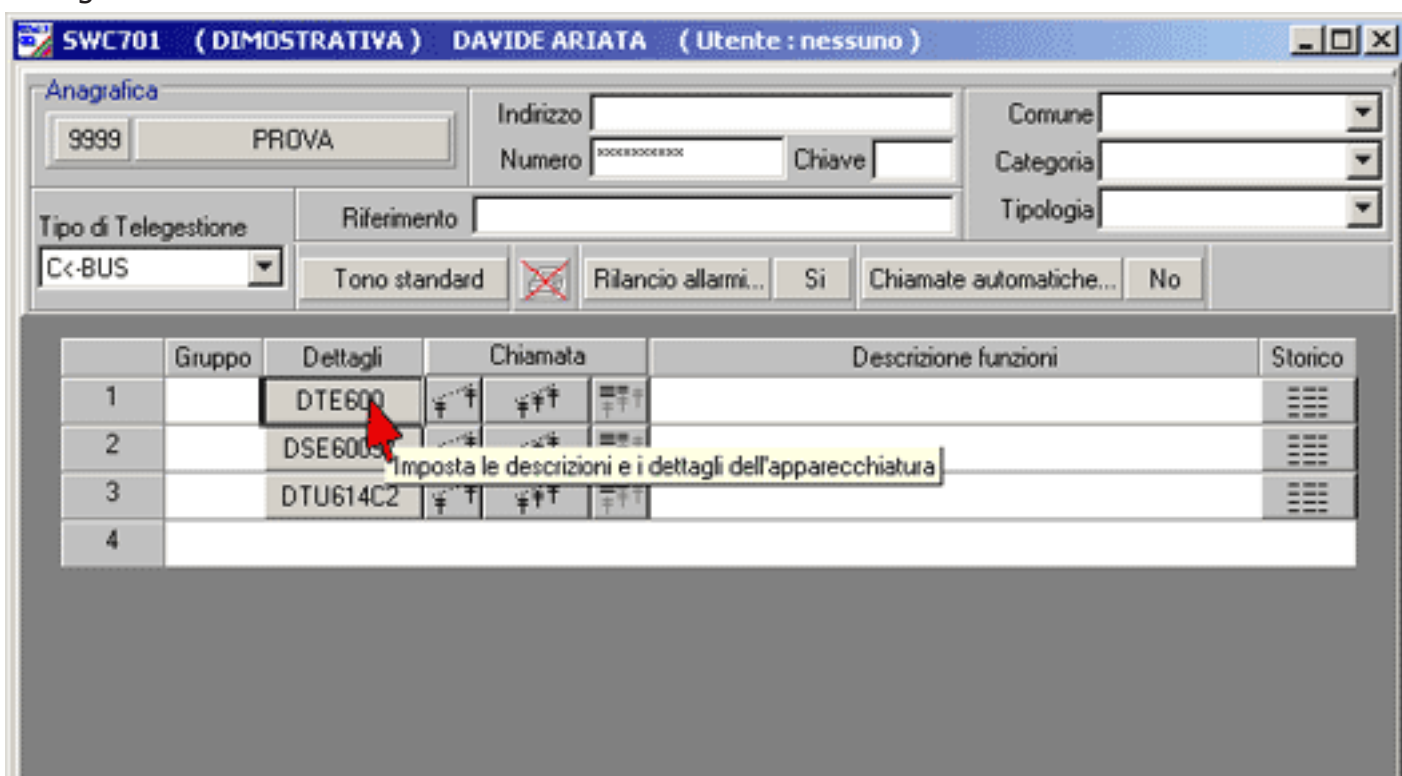 SWC701 ( DIMOSTRATIVA ) DAVIDE ARIATA ( Utente : nessuno )
Anagrafica
9999 PROVA
Indirizzo
Numero xxxxxxxxxx Chiave
Comune
Categoria
Tipologia
Tipo di Telegestione
C<-BUS
Riferimento
Tono standard Rilancio allarmi... Si Chiamate automatiche... No
Gruppo Dettagli Chiamata Descrizione funzioni Storico
1 DTE600
2
Imposta le descrizioni e i dettagli dell'apparecchiatura
3 DTU614C2
4